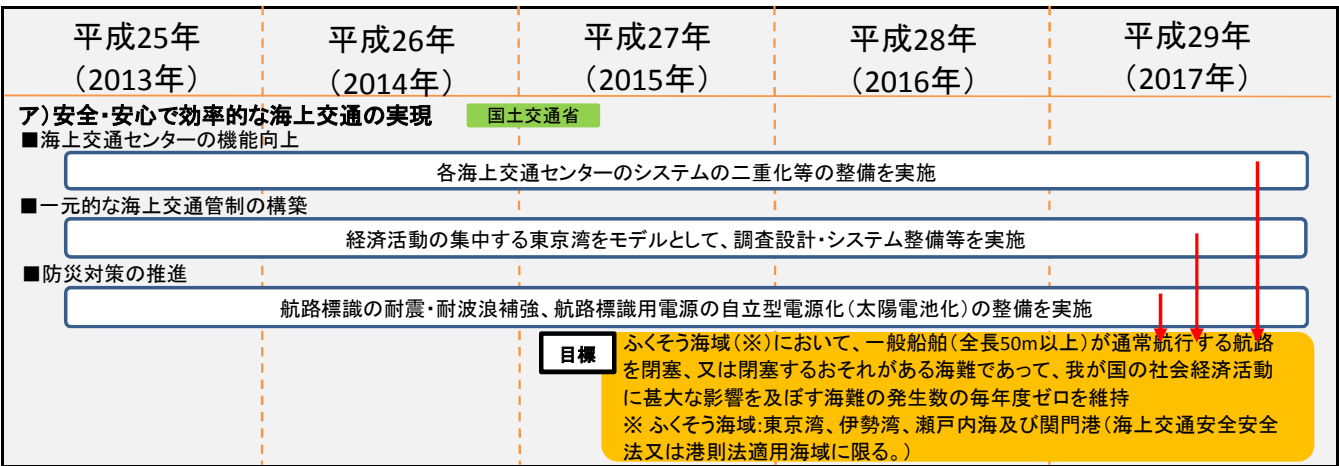 平成25年
(2013年)
平成26年
(2014年)
平成27年
(2015年)
平成28年
(2016年)
平成29年
(2017年)
ア)安全・安心で効率的な海上交通の実現
国土交通省
■海上交通センターの機能向上
各海上交通センターのシステムの二重化等の整備を実施
■一元的な海上交通管制の構築
経済活動の集中する東京湾をモデルとして、調査設計・システム整備等を実施
■防災対策の推進
航路標識の耐震・耐波浪補強、航路標識用電源の自立型電源化(太陽電池化)の整備を実施
目標
ふくそう海域(※)において、一般船舶(全長50m以上)が通常航行する航路
を閉塞、又は閉塞するおそれがある海難であって、我が国の社会経済活動
に甚大な影響を及ぼす海難の発生数の毎年度ゼロを維持
※ ふくそう海域:東京湾、伊勢湾、瀬戸内海及び関門港(海上交通安全安全
法又は港則法適用海域に限る。)